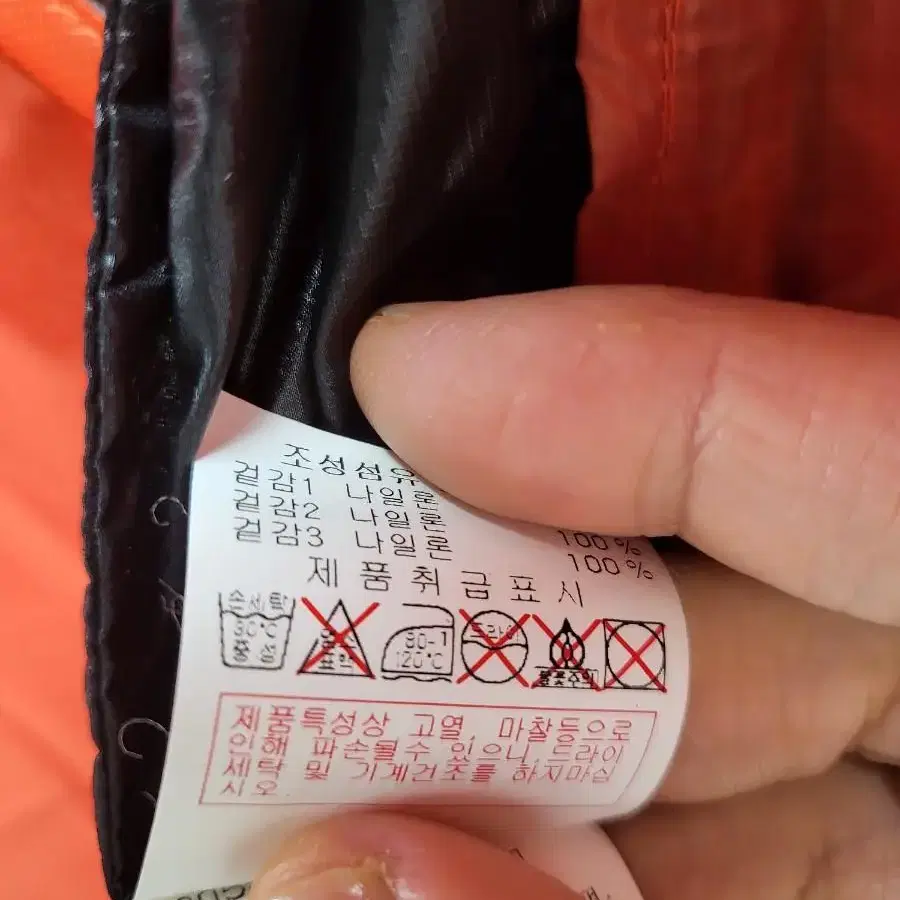 조성섬유
겉감1 나일론
겉감2 나일론 100%
겉감3 나일론 100%
제품취급표시
손세탁 30°C 중성
표백
80-1
120°C
드라이
불꽃주의
제품특성상 고열, 마찰등으로
인해 파손될수 있으니,드라이
세탁 및 기계건조를 하지마십
시오